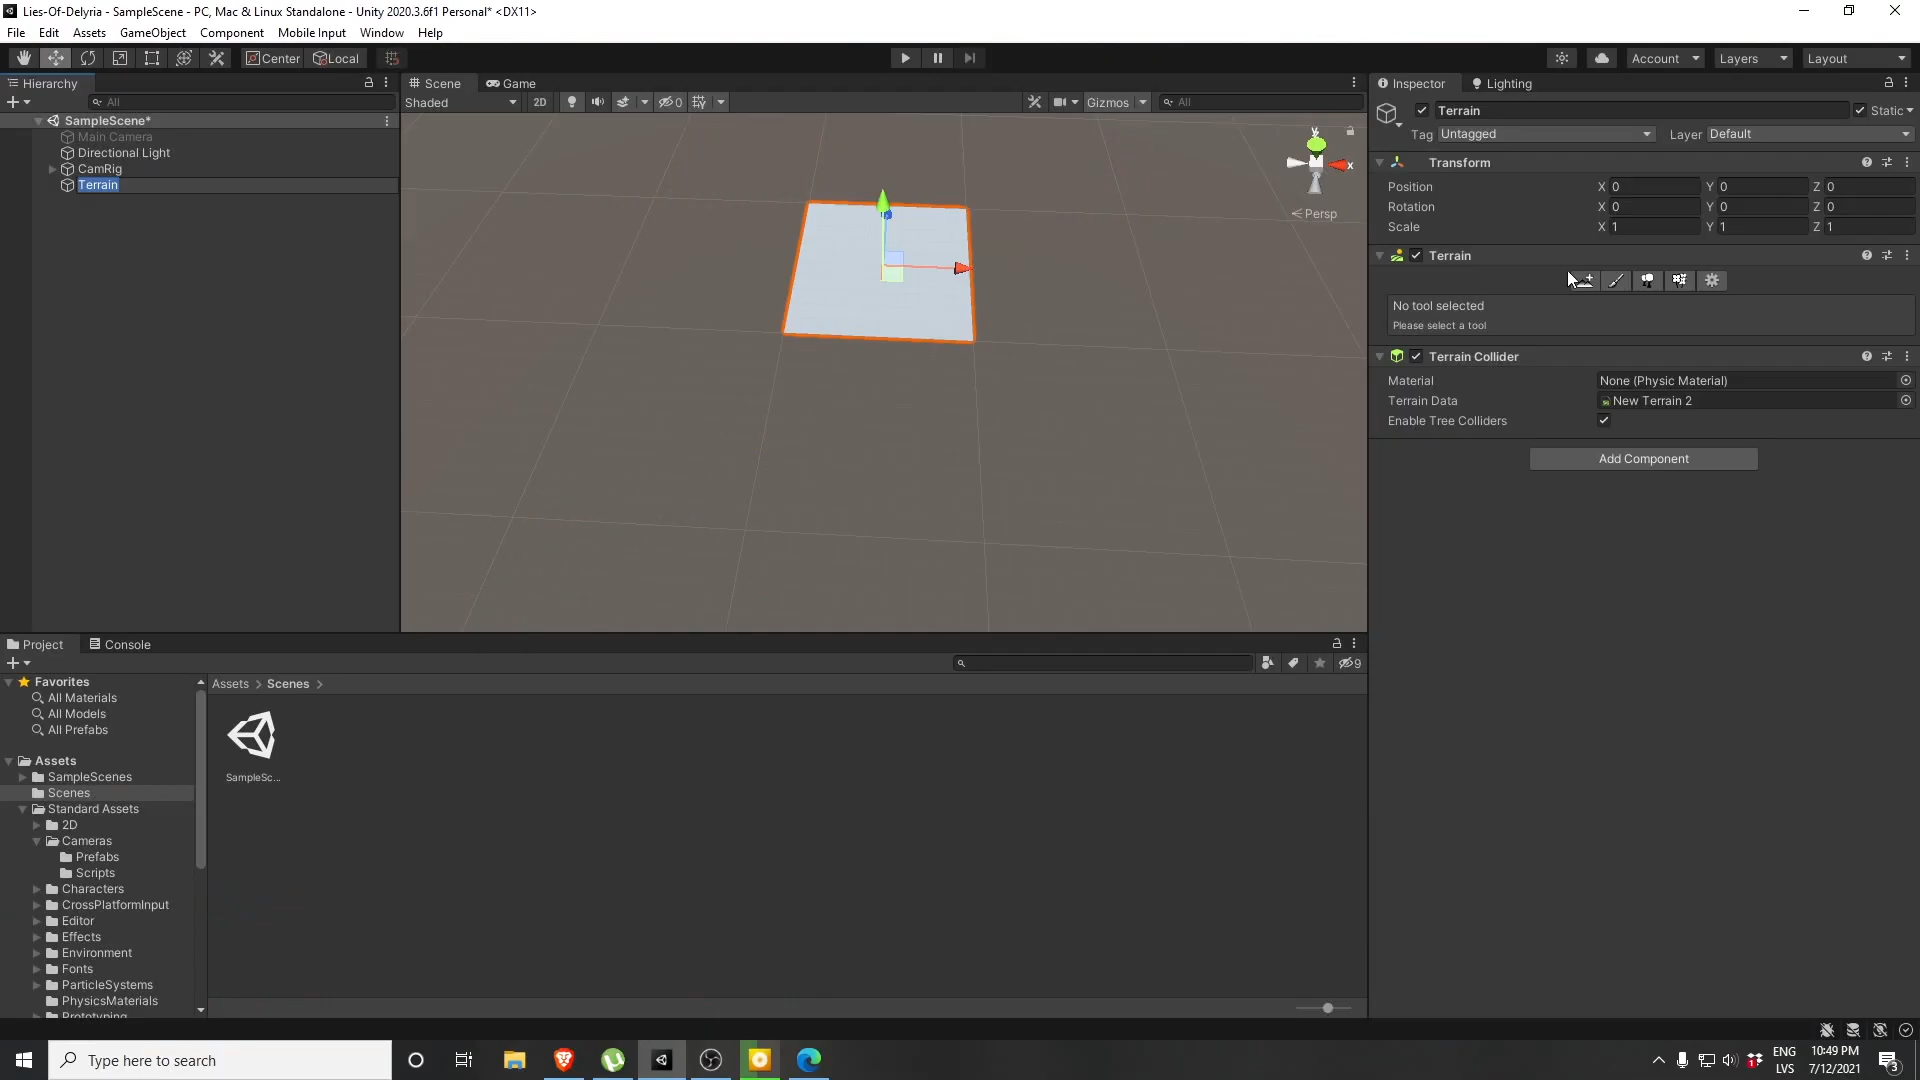 Lies-Of-Delyria - SampleScene - PC, Mac & Linux Standalone - Unity 2020.3.6f1 Personal* <DX11>
File Edit Assets GameObject Component Mobile Input Window Help
Center Local Account Layers Layout
Hierarchy
All
SampleScene*
Main Camera
Directional Light
CamRig
Terrain
Scene Game
Shaded 2D 0 Gizmos All
y
x
Persp
Inspector Lighting
Terrain Static
Tag Untagged Layer Default
Transform
Position X 0 Y 0 Z 0
Rotation X 0 Y 0 Z 0
Scale X 1 Y 1 Z 1
Terrain
No tool selected
Please select a tool
Terrain Collider
Material None (Physic Material)
Terrain Data New Terrain 2
Enable Tree Colliders
Add Component
Project Console
9
Favorites
All Materials
All Models
All Prefabs
Assets
SampleScenes
Scenes
Standard Assets
2D
Cameras
Prefabs
Scripts
Characters
CrossPlatformInput
Editor
Effects
Environment
Fonts
ParticleSystems
PhysicsMaterials
Prototyping
Assets > Scenes >
SampleSc...
Type here to search
ENG
LVS
10:49 PM
7/12/2021
3